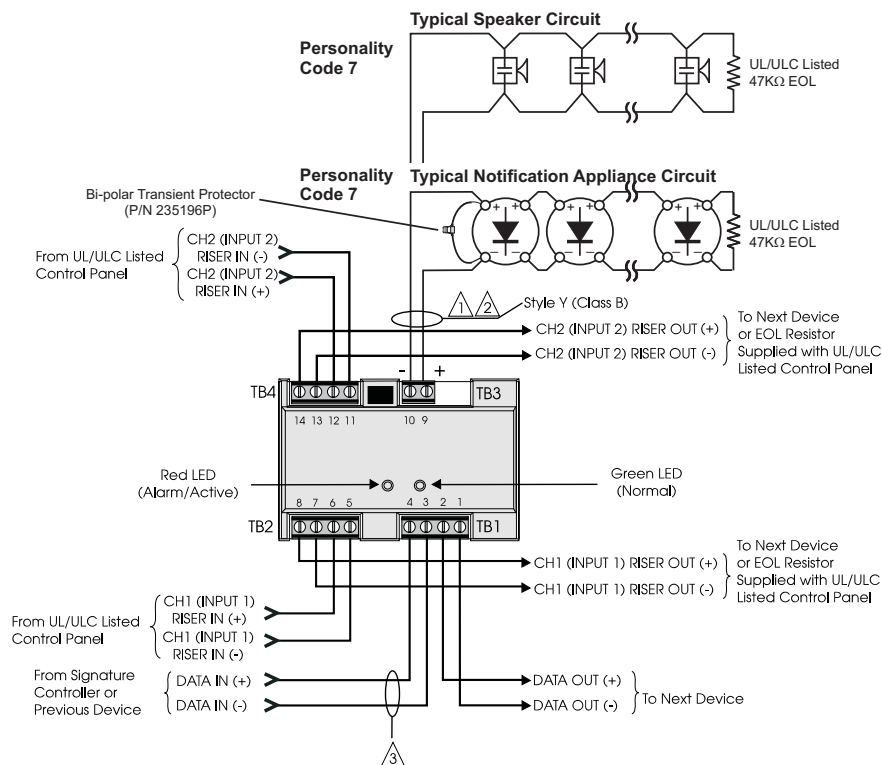 Typical Speaker Circuit
Personality
Code 7
UL/ULC Listed
47KΩ EOL
Personality
Code 7
Typical Notification Appliance Circuit
Bi-polar Transient Protector
(P/N 235196P)
+ +
+ +
+ +
UL/ULC Listed
47KΩ EOL
From UL/ULC Listed
Control Panel
CH2 (INPUT 2)
RISER IN (-)
CH2 (INPUT 2)
RISER IN (+)
1
2
Style Y (Class B)
CH2 (INPUT 2) RISER OUT (+)
CH2 (INPUT 2) RISER OUT (-)
To Next Device
or EOL Resistor
Supplied with UL/ULC
Listed Control Panel
- +
TB4
TB3
14 13 12 11
10 9
Red LED
(Alarm/Active)
Green LED
(Normal)
8 7 6 5
4 3 2 1
TB2
TB1
CH1 (INPUT 1) RISER OUT (+)
CH1 (INPUT 1) RISER OUT (-)
To Next Device
or EOL Resistor
Supplied with UL/ULC
Listed Control Panel
From UL/ULC Listed
Control Panel
CH1 (INPUT 1)
RISER IN (+)
CH1 (INPUT 1)
RISER IN (-)
From Signature
Controller or
Previous Device
DATA IN (+)
DATA IN (-)
DATA OUT (+)
DATA OUT (-)
To Next Device
3